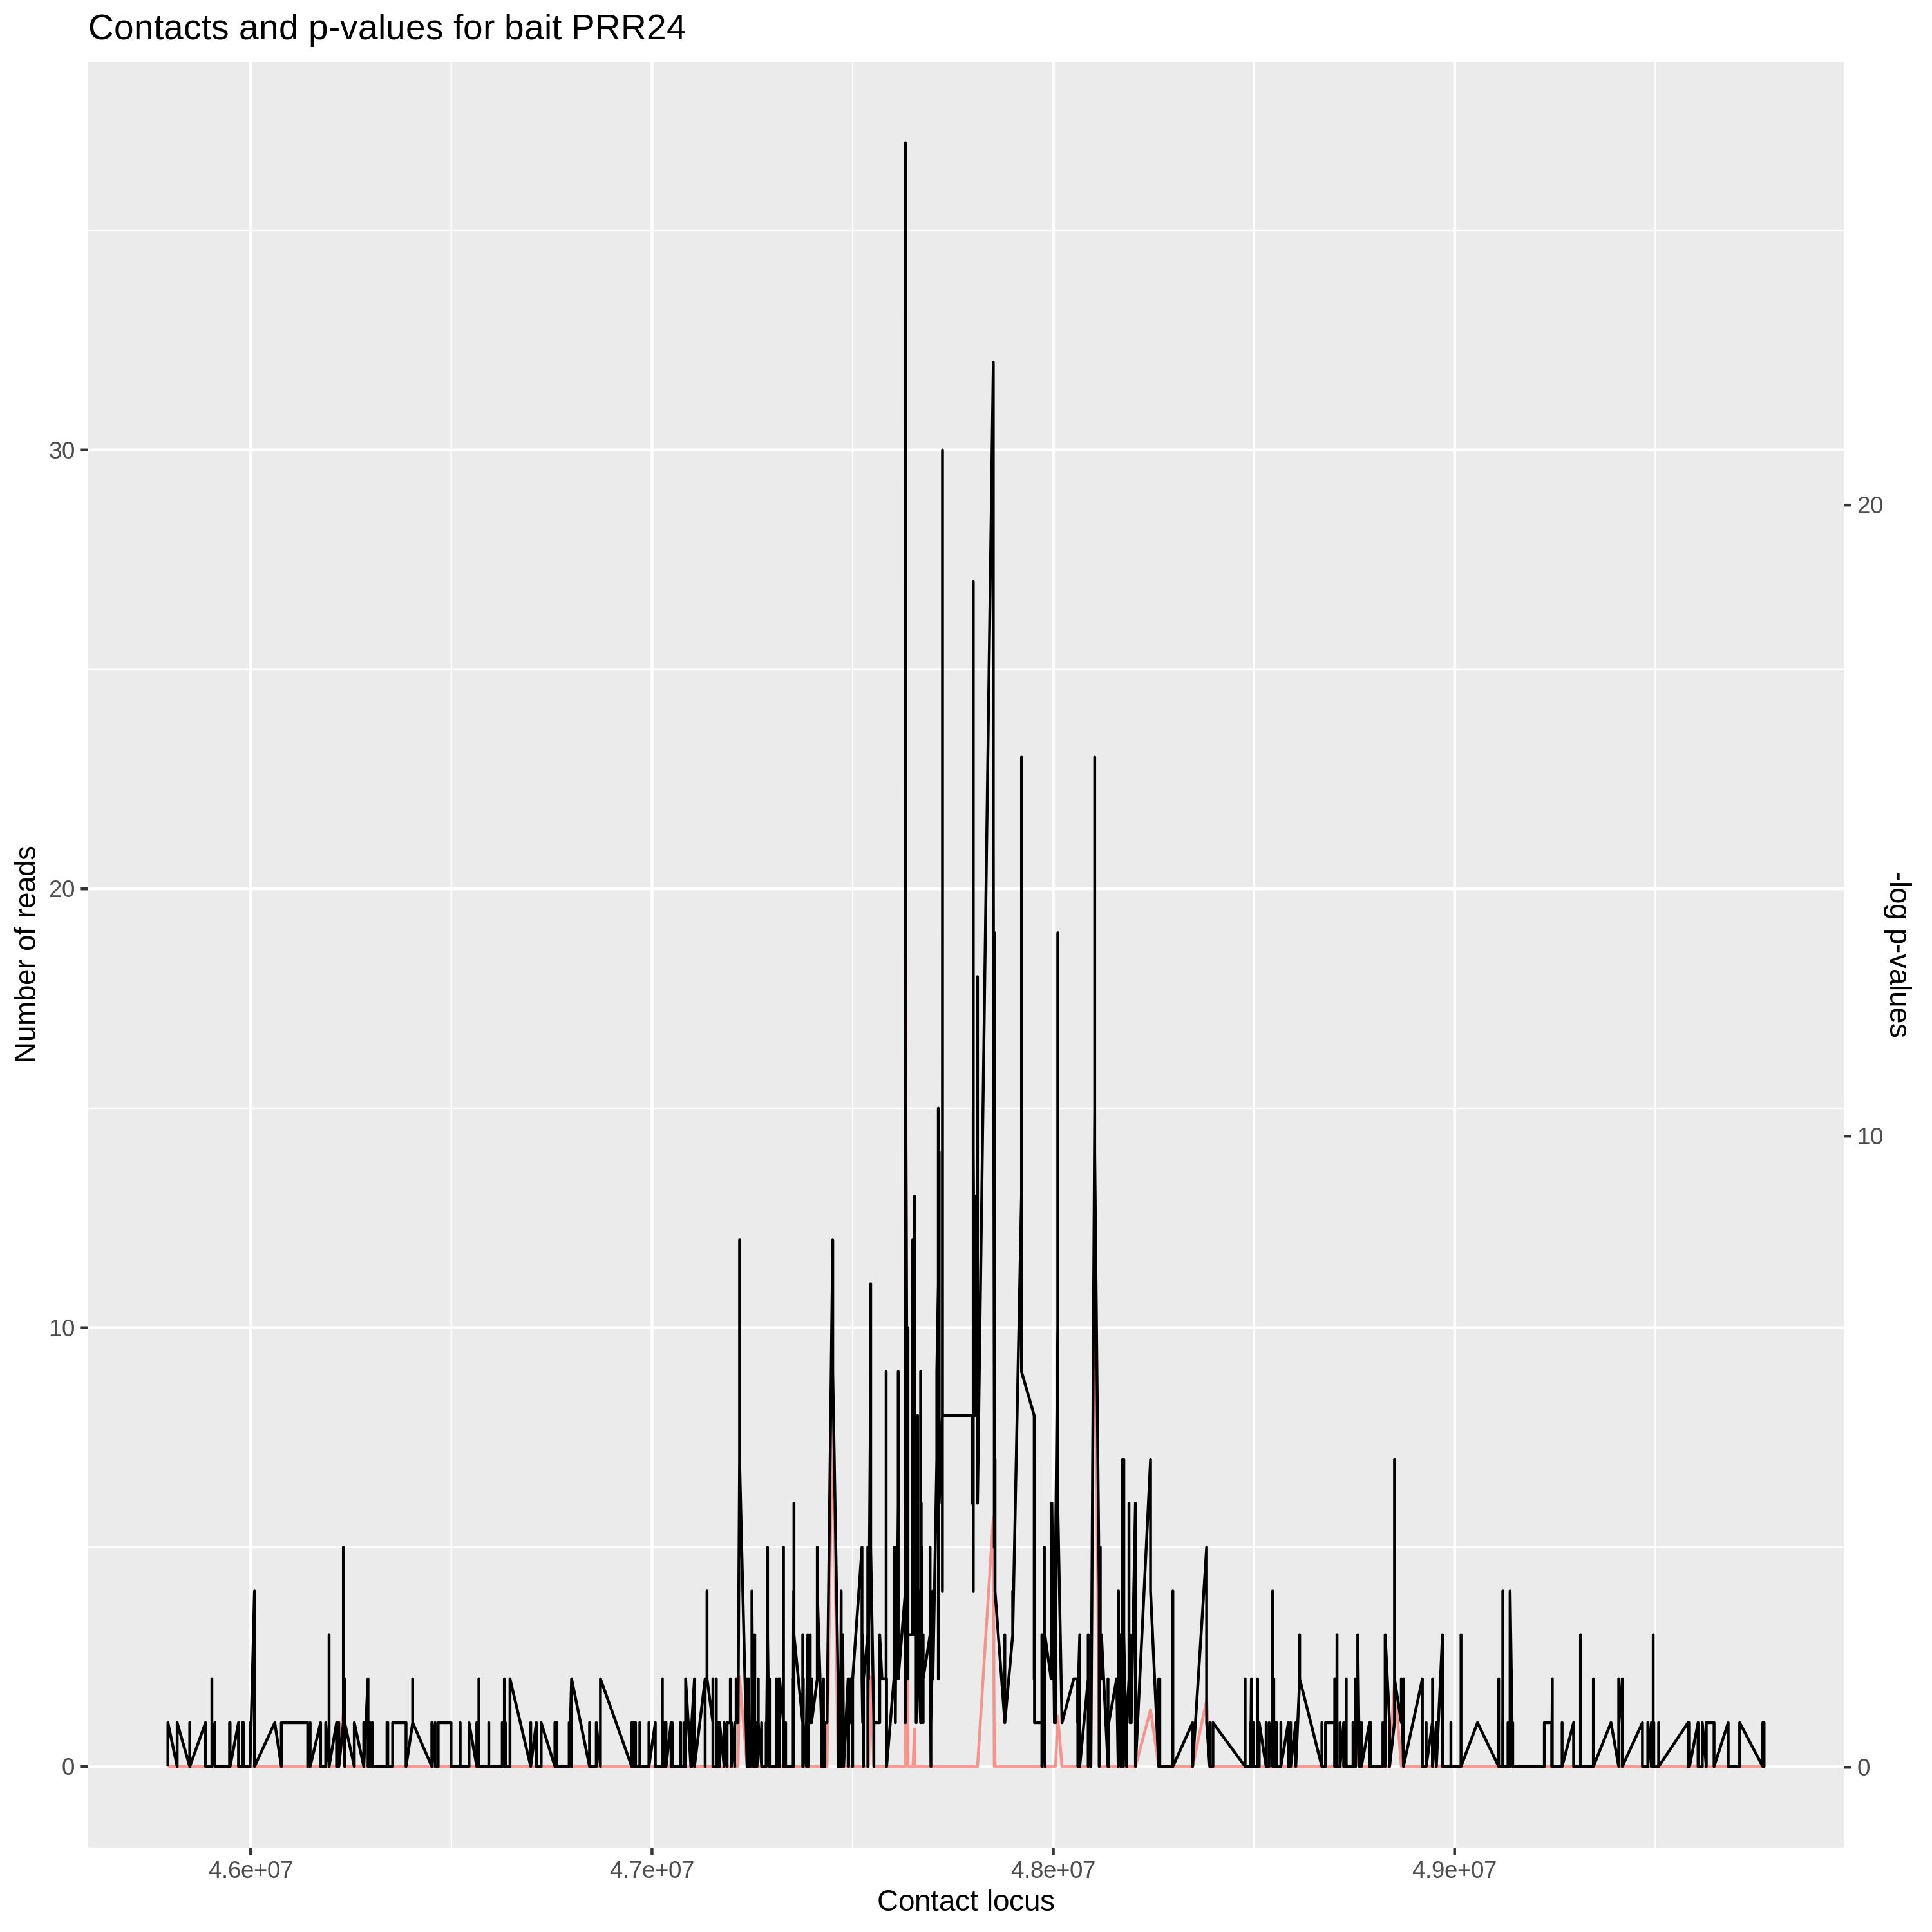 Contacts and p-values for bait PRR24
30
20
10
0
Number of reads
20
10
0
-log p-values
4.6e+07
4.7e+07
4.8e+07
4.9e+07
Contact locus